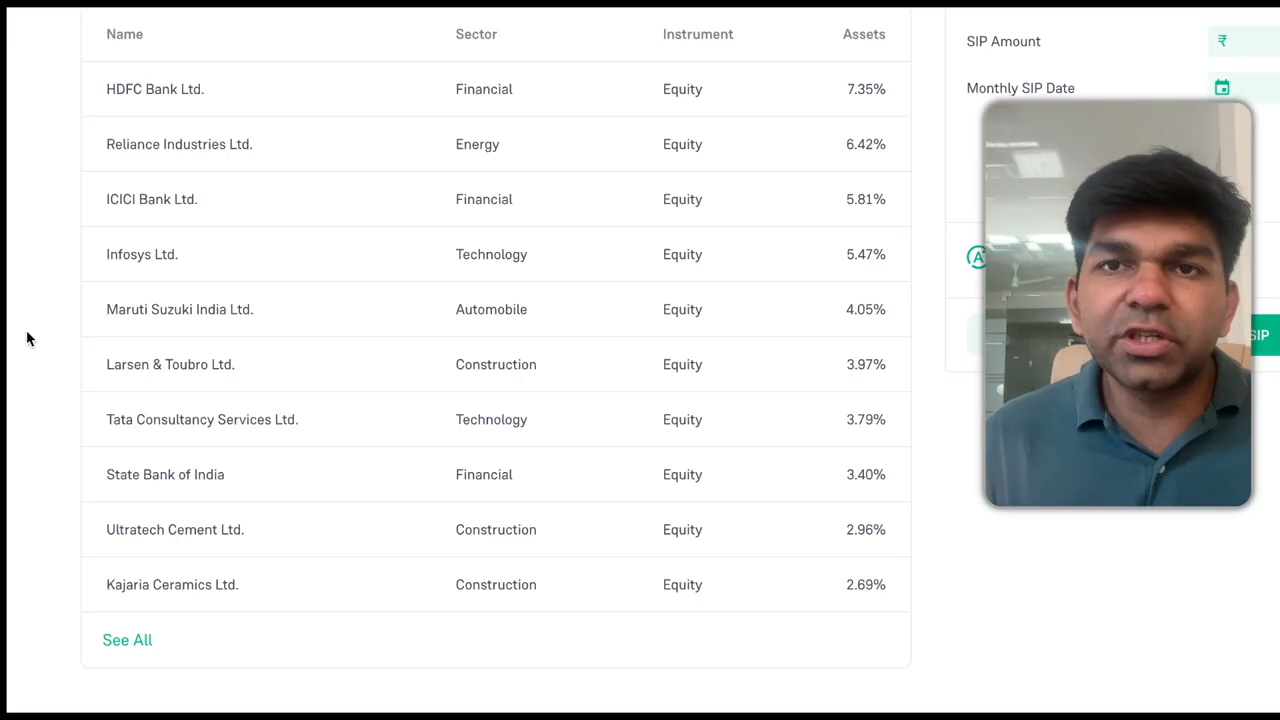 Name Sector Instrument Assets
HDFC Bank Ltd. Financial Equity 7.35%
Reliance Industries Ltd. Energy Equity 6.42%
ICICI Bank Ltd. Financial Equity 5.81%
Infosys Ltd. Technology Equity 5.47%
Maruti Suzuki India Ltd. Automobile Equity 4.05%
Larsen & Toubro Ltd. Construction Equity 3.97%
Tata Consultancy Services Ltd. Technology Equity 3.79%
State Bank of India Financial Equity 3.40%
Ultratech Cement Ltd. Construction Equity 2.96%
Kajaria Ceramics Ltd. Construction Equity 2.69%
See All
SIP Amount ₹
Monthly SIP Date
A
SIP